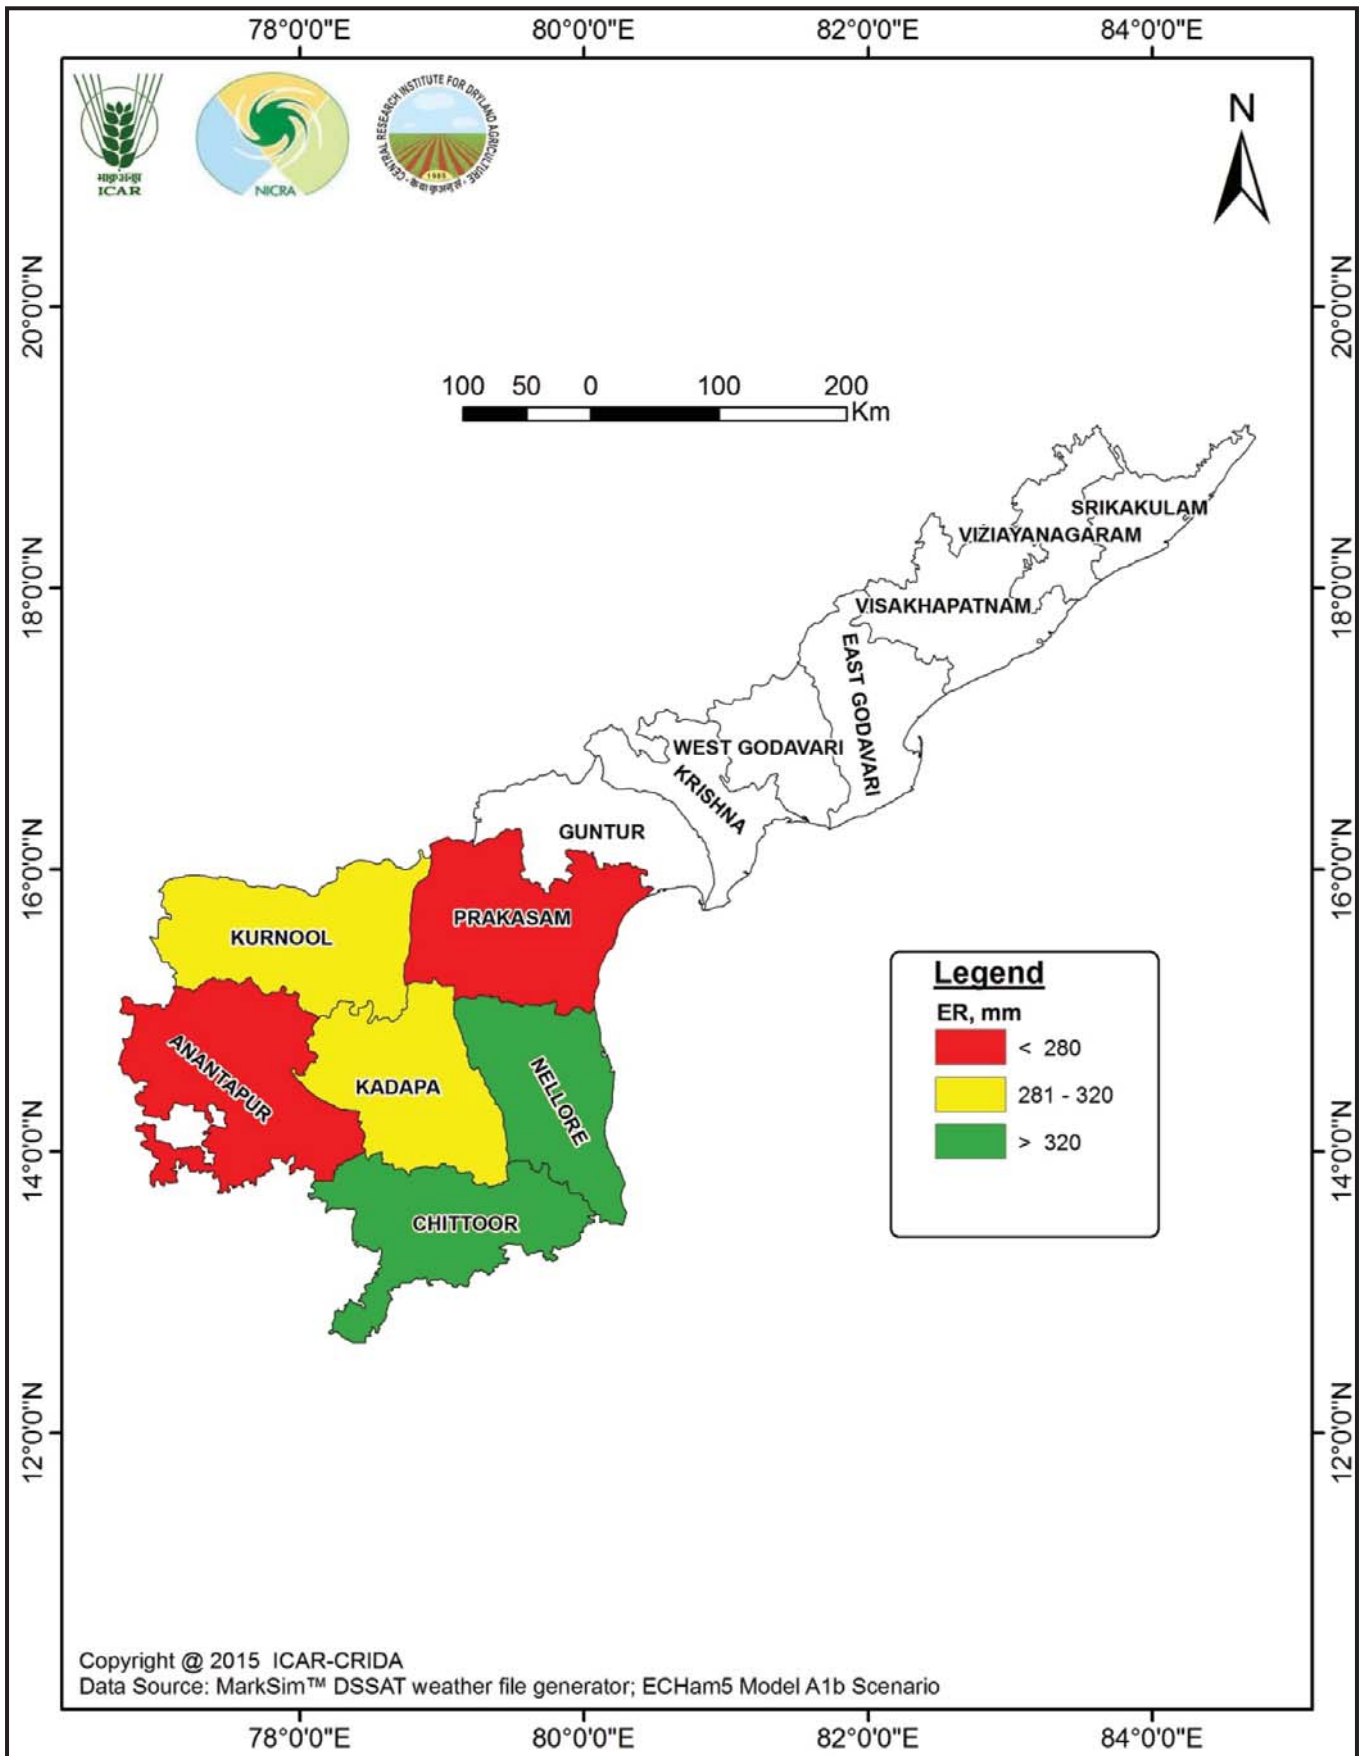 78°0'0"E 80°0'0"E 82°0'0"E 84°0'0"E
भाकृअनुप
ICAR
NICRA
CENTRAL RESEARCH INSTITUTE FOR DRYLAND AGRICULTURE
1985
N
20°0'0"N 20°0'0"N
100 50 0 100 200
Km
SRIKAKULAM
VIZIAYANAGARAM
18°0'0"N 18°0'0"N
VISAKHAPATNAM
EAST GODAVARI
WEST GODAVARI
KRISHNA
GUNTUR
16°0'0"N 16°0'0"N
PRAKASAM
KURNOOL
ANANTAPUR
KADAPA
NELLORE
CHITTOOR
Legend
ER, mm
< 280
281 - 320
> 320
14°0'0"N 14°0'0"N
12°0'0"N 12°0'0"N
Copyright @ 2015 ICAR-CRIDA
Data Source: MarkSim™ DSSAT weather file generator; ECHam5 Model A1b Scenario
78°0'0"E 80°0'0"E 82°0'0"E 84°0'0"E